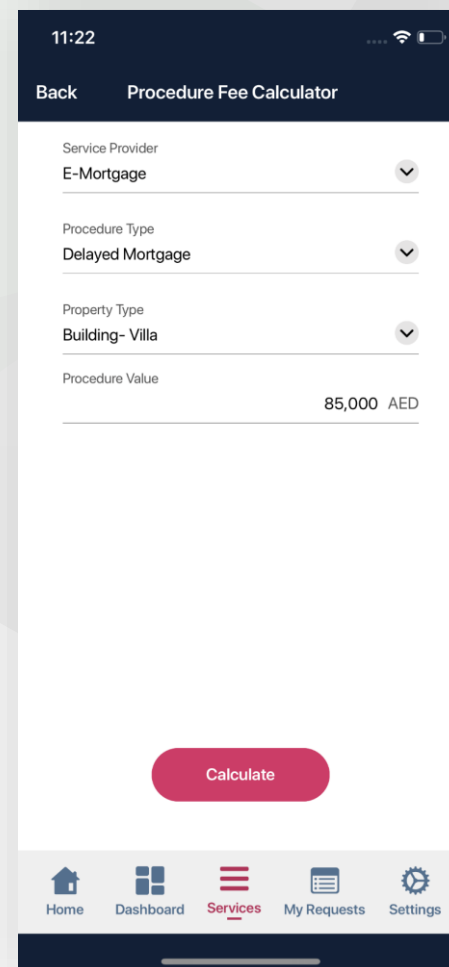 11:22
Back Procedure Fee Calculator
Service Provider
E-Mortgage
Procedure Type
Delayed Mortgage
Property Type
Building- Villa
Procedure Value
85,000 AED
Calculate
Home Dashboard Services My Requests Settings